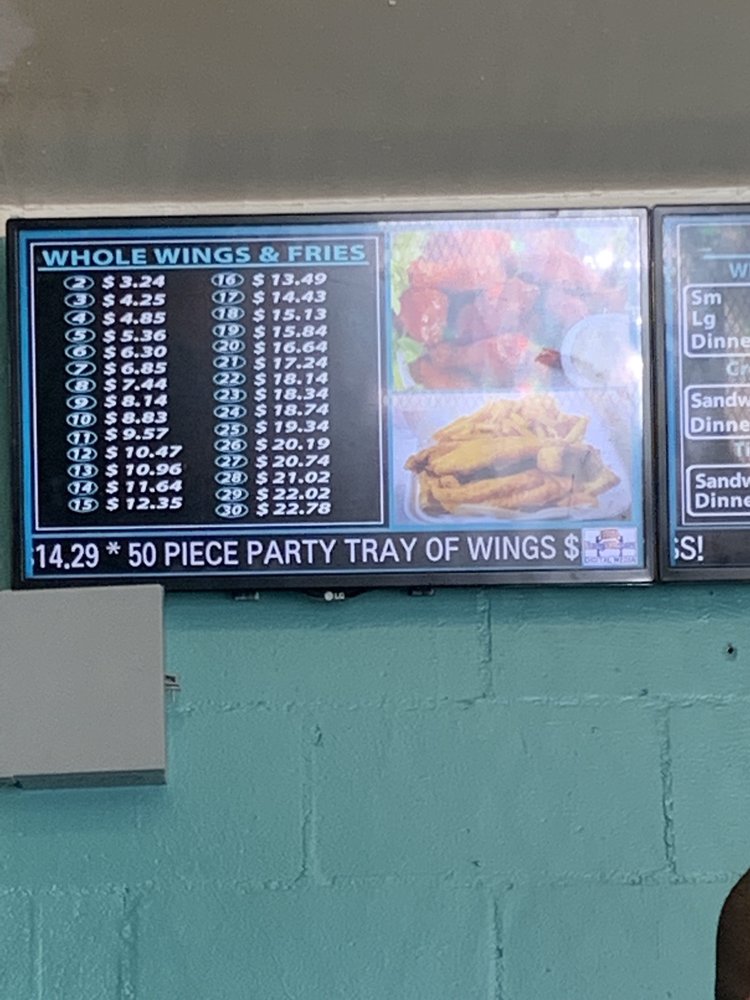 WHOLE WINGS & FRIES
2 $ 3.24
3 $ 4.25
4 $ 4.85
5 $ 5.36
6 $ 6.30
7 $ 6.85
8 $ 7.44
9 $ 8.14
10 $ 8.83
11 $ 9.57
12 $ 10.47
13 $ 10.96
14 $ 11.64
15 $ 12.35
16 $ 13.49
17 $ 14.43
18 $ 15.13
19 $ 15.84
20 $ 16.64
21 $ 17.24
22 $ 18.14
23 $ 18.34
24 $ 18.74
25 $ 19.34
26 $ 20.19
27 $ 20.74
28 $ 21.02
29 $ 22.02
30 $ 22.78
14.29 * 50 PIECE PARTY TRAY OF WINGS $
DIGITAL MEDIA
LG
W
Sm
Lg
Dinne
Sandw
Dinne
Sandw
Dinne
S!